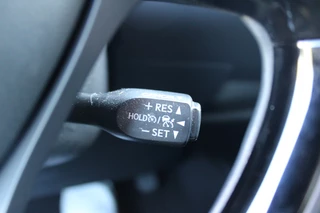 + RES ▲
HOLD/ ◀
− SET ▼